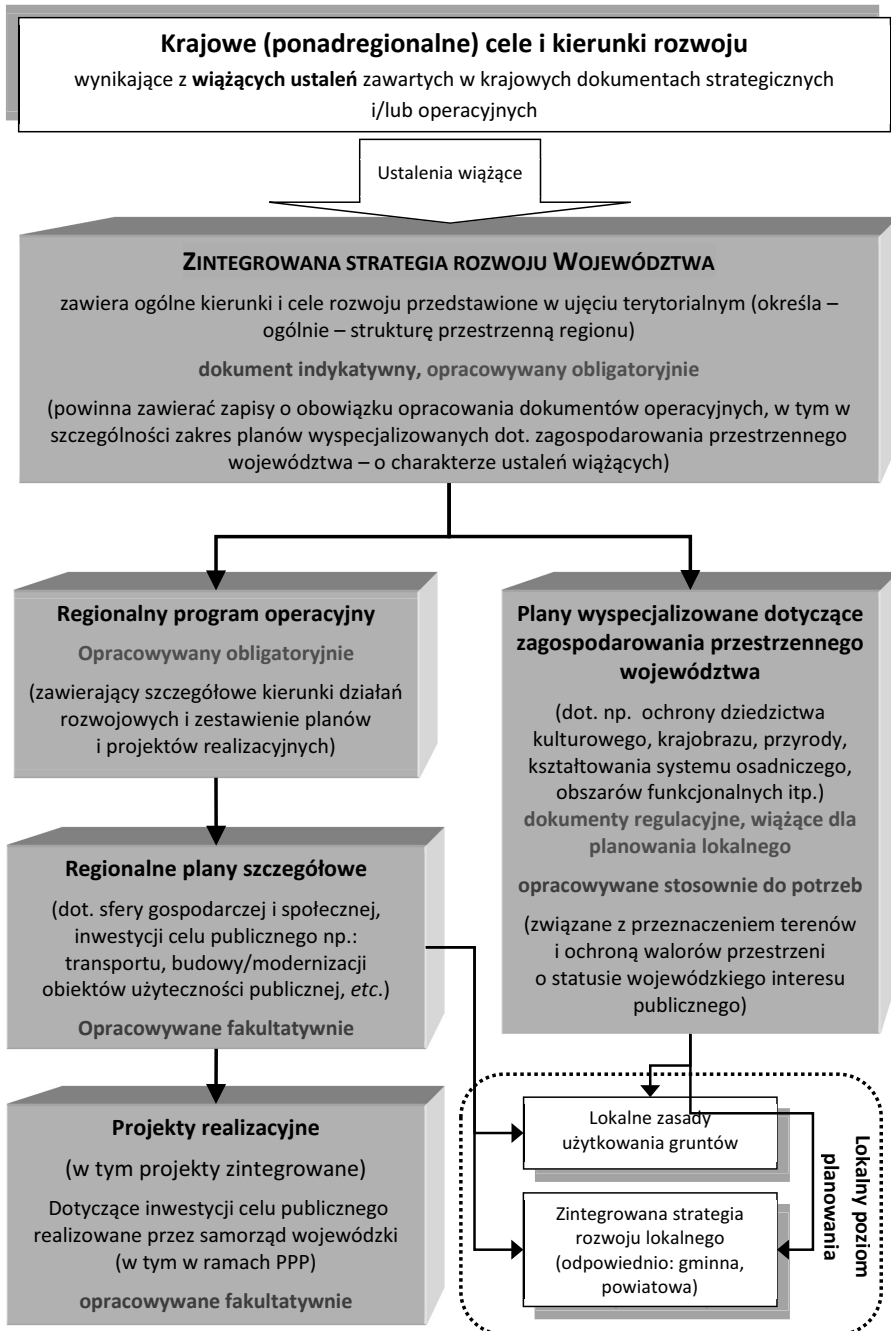 Krajowe (ponadregionalne) cele i kierunki rozwoju
wynikające z wiążących ustaleń zawartych w krajowych dokumentach strategicznych
i/lub operacyjnych
Ustalenia wiążące
ZINTEGROWANA STRATEGIA ROZWOJU WOJEWÓDZTWA
zawiera ogólne kierunki i cele rozwoju przedstawione w ujęciu terytorialnym (określa –
ogólnie – strukturę przestrzenną regionu)
dokument indykatywny, opracowywany obligatoryjnie
(powinna zawierać zapisy o obowiązku opracowania dokumentów operacyjnych, w tym w
szczególności zakres planów wyspecjalizowanych dot. zagospodarowania przestrzennego
województwa – o charakterze ustaleń wiążących)
Regionalny program operacyjny
Opracowywany obligatoryjnie
(zawierający szczegółowe kierunki działań
rozwojowych i zestawienie planów
i projektów realizacyjnych)
Regionalne plany szczegółowe
(dot. sfery gospodarczej i społecznej,
inwestycji celu publicznego np.:
transportu, budowy/modernizacji
obiektów użyteczności publicznej, etc.)
Opracowywane fakultatywnie
Projekty realizacyjne
(w tym projekty zintegrowane)
Dotyczące inwestycji celu publicznego
realizowane przez samorząd wojewódzki
(w tym w ramach PPP)
opracowywane fakultatywnie
Plany wyspecjalizowane dotyczące
zagospodarowania przestrzennego
województwa
(dot. np. ochrony dziedzictwa
kulturowego, krajobrazu, przyrody,
kształtowania systemu osadniczego,
obszarów funkcjonalnych itp.)
dokumenty regulacyjne, wiążące dla
planowania lokalnego
opracowywane stosownie do potrzeb
(związane z przeznaczeniem terenów
i ochroną walorów przestrzeni
o statusie wojewódzkiego interesu
publicznego)
Lokalne zasady
użytkowania gruntów
Zintegrowana strategia
rozwoju lokalnego
(odpowiednio: gminna,
powiatowa)
Lokalny poziom
planowania